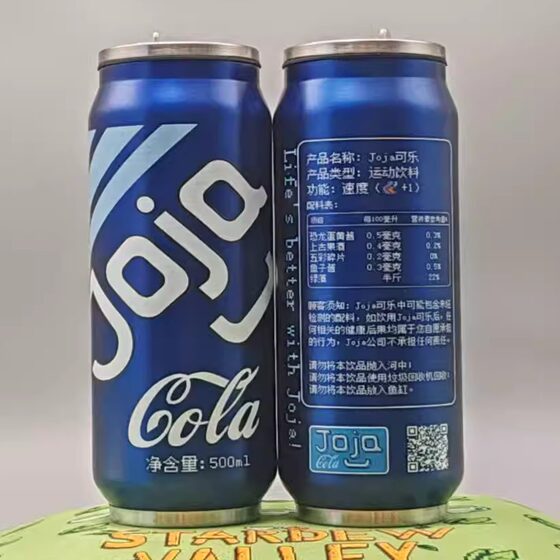 Joja
Cola
净含量:500ml
Life's better with Joja!
产品名称: Joja可乐
产品类型: 运动饮料
功能: 速度 ( +1)
配料表:
项目 每100毫升 营养素参考值%
恐龙蛋黄酱 0.5毫克 0.3%
上古果酒 0.4毫克 0.2%
五彩碎片 0.2毫克 0%
鱼子酱 0.3毫克 0.5%
绿藻 半斤 22%
顾客须知: Joja可乐中可能包含未经
检测的配料, 如饮用Joja可乐后, 任
何相关的健康后果均属于您自愿承担
的行为, Joja公司不承担任何责任。
请勿将本饮品抛入河中!
请勿将本饮品使用垃圾回收机回收!
请勿将本饮品放入鱼缸。
Joja
Cola
STARDEW
VALLEY